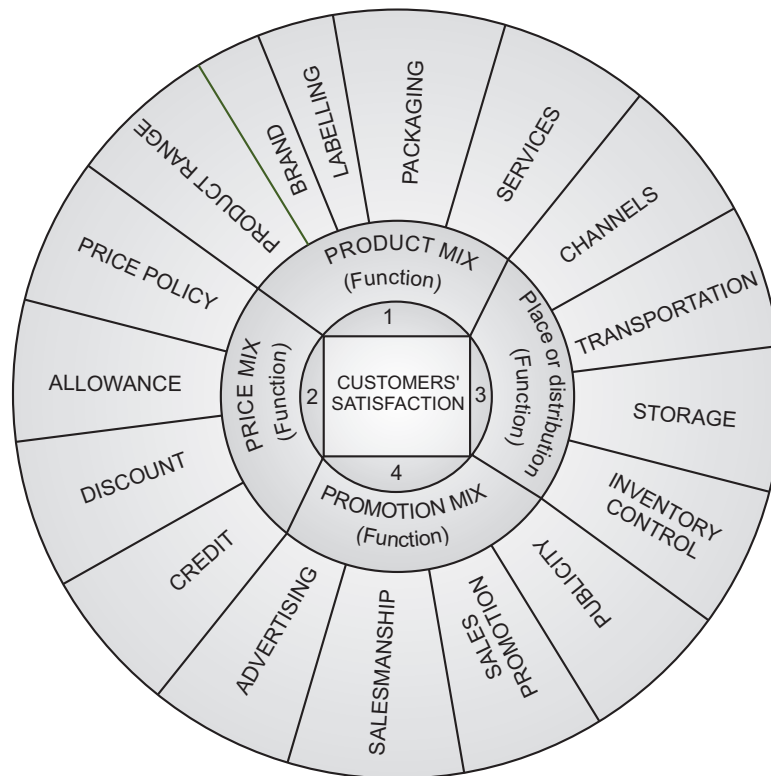 PRODUCT RANGE
BRAND
LABELLING
PACKAGING
SERVICES
CHANNELS
TRANSPORTATION
STORAGE
INVENTORY
CONTROL
PUBLICITY
SALES
PROMOTION
SALESMANSHIP
ADVERTISING
CREDIT
DISCOUNT
ALLOWANCE
PRICE POLICY
PRODUCT MIX
(Function)
Place or distribution
(Function)
PROMOTION MIX
(Function)
PRICE MIX
(Function)
1
2
3
4
CUSTOMERS'
SATISFACTION